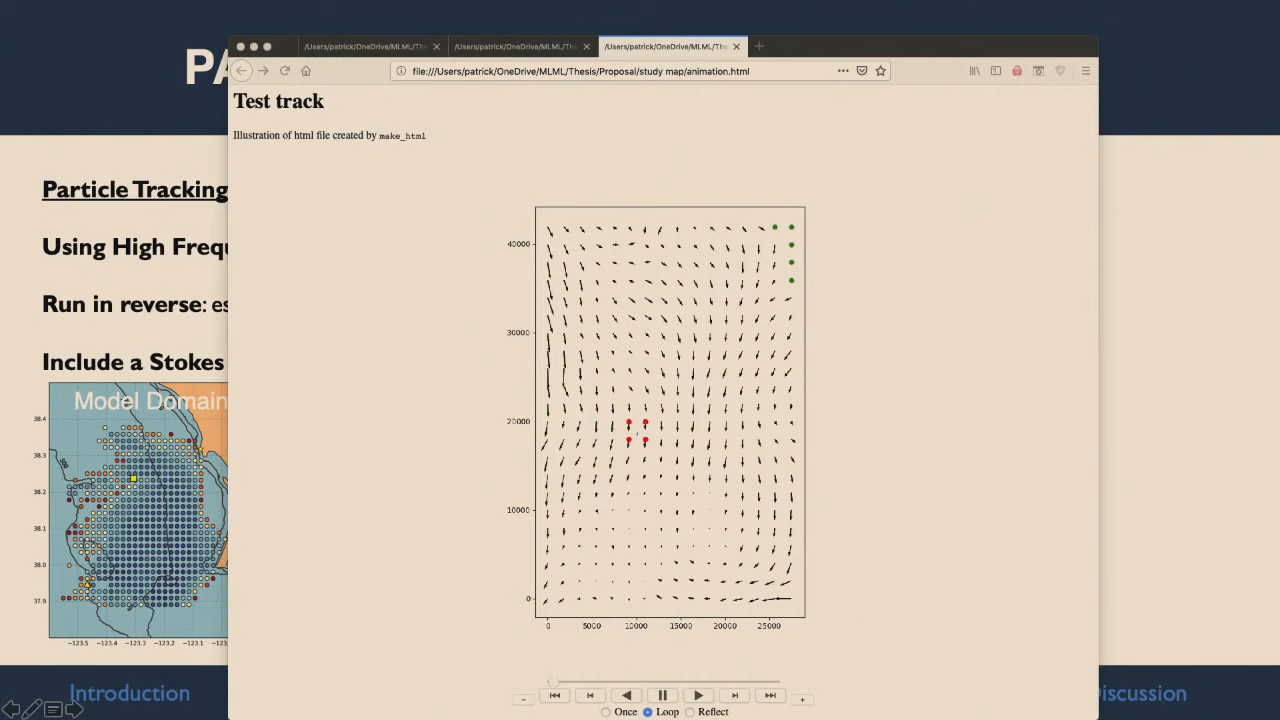 PA
/Users/patrick/OneDrive/MLML/The
/Users/patrick/OneDrive/MLML/The
/Users/patrick/OneDrive/MLML/The
file:///Users/patrick/OneDrive/MLML/Thesis/Proposal/study map/animation.html
Test track
Illustration of html file created by make_html
Particle Tracking
Using High Frequ
Run in reverse: es
Include a Stokes
Model Domain
38.4
38.3
38.2
38.1
38.0
37.9
−123.5 −123.4 −123.3 −123.2 −123.1 −123.
500
40000
30000
20000
10000
0
0 5000 10000 15000 20000 25000
Once Loop Reflect
Introduction
Discussion